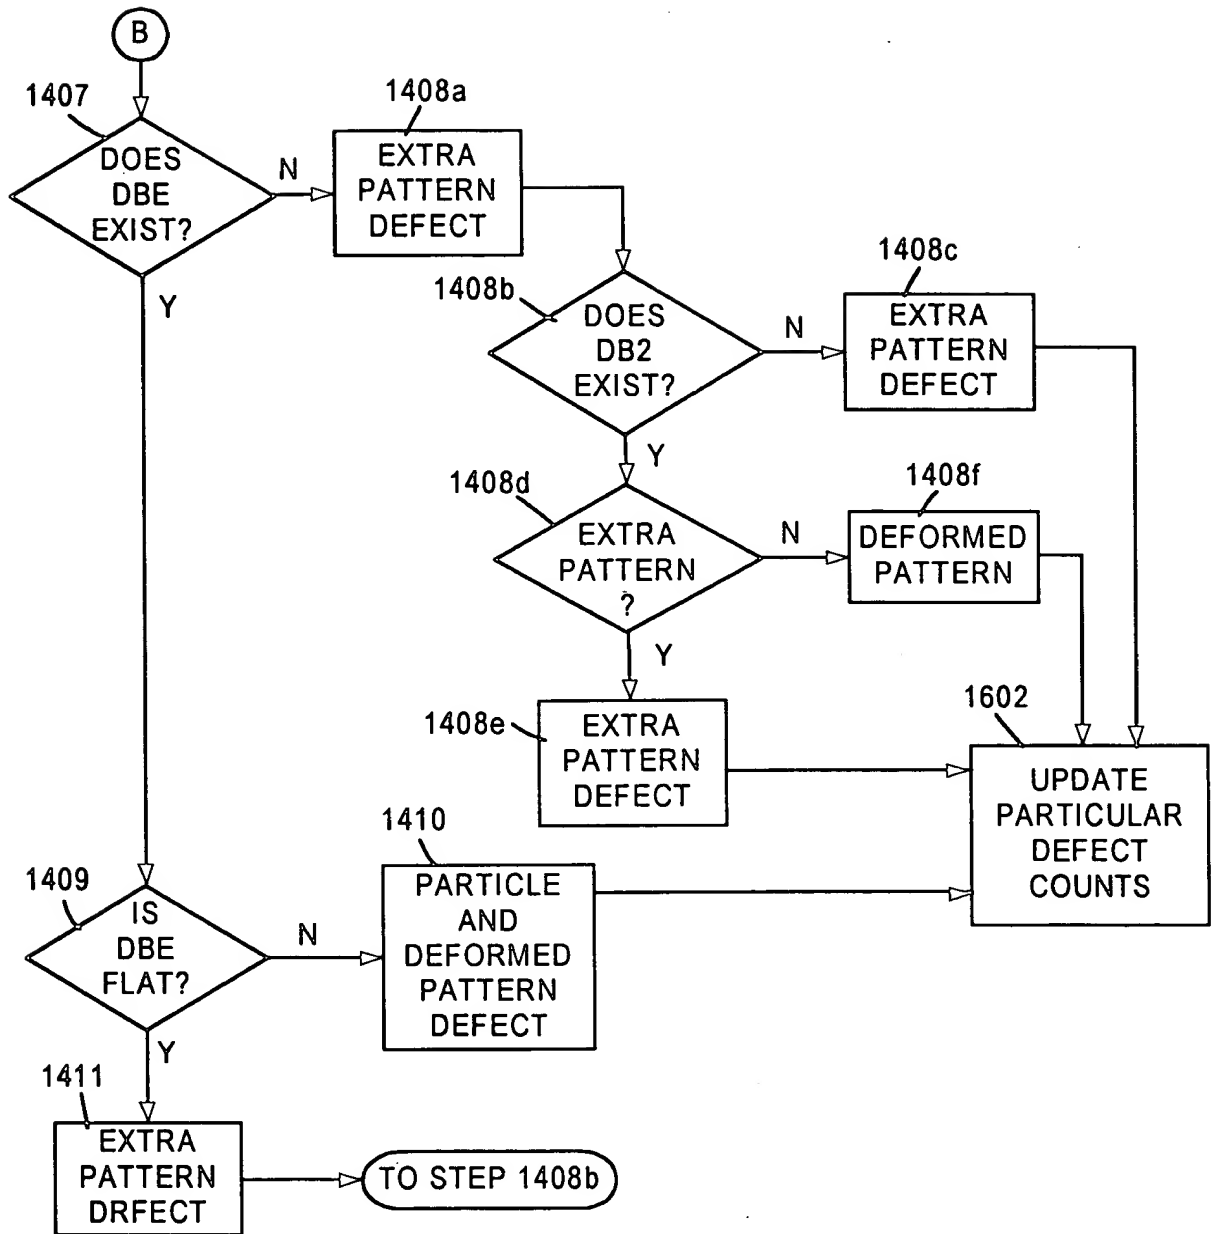 B
1407
DOES
DBE
EXIST?
N
Y
1408a
EXTRA
PATTERN
DEFECT
1408b
DOES
DB2
EXIST?
N
Y
1408c
EXTRA
PATTERN
DEFECT
1408d
EXTRA
PATTERN
?
N
Y
1408f
DEFORMED
PATTERN
1408e
EXTRA
PATTERN
DEFECT
1602
UPDATE
PARTICULAR
DEFECT
COUNTS
1409
IS
DBE
FLAT?
N
Y
1410
PARTICLE
AND
DEFORMED
PATTERN
DEFECT
1411
EXTRA
PATTERN
DRFECT
TO STEP 1408b